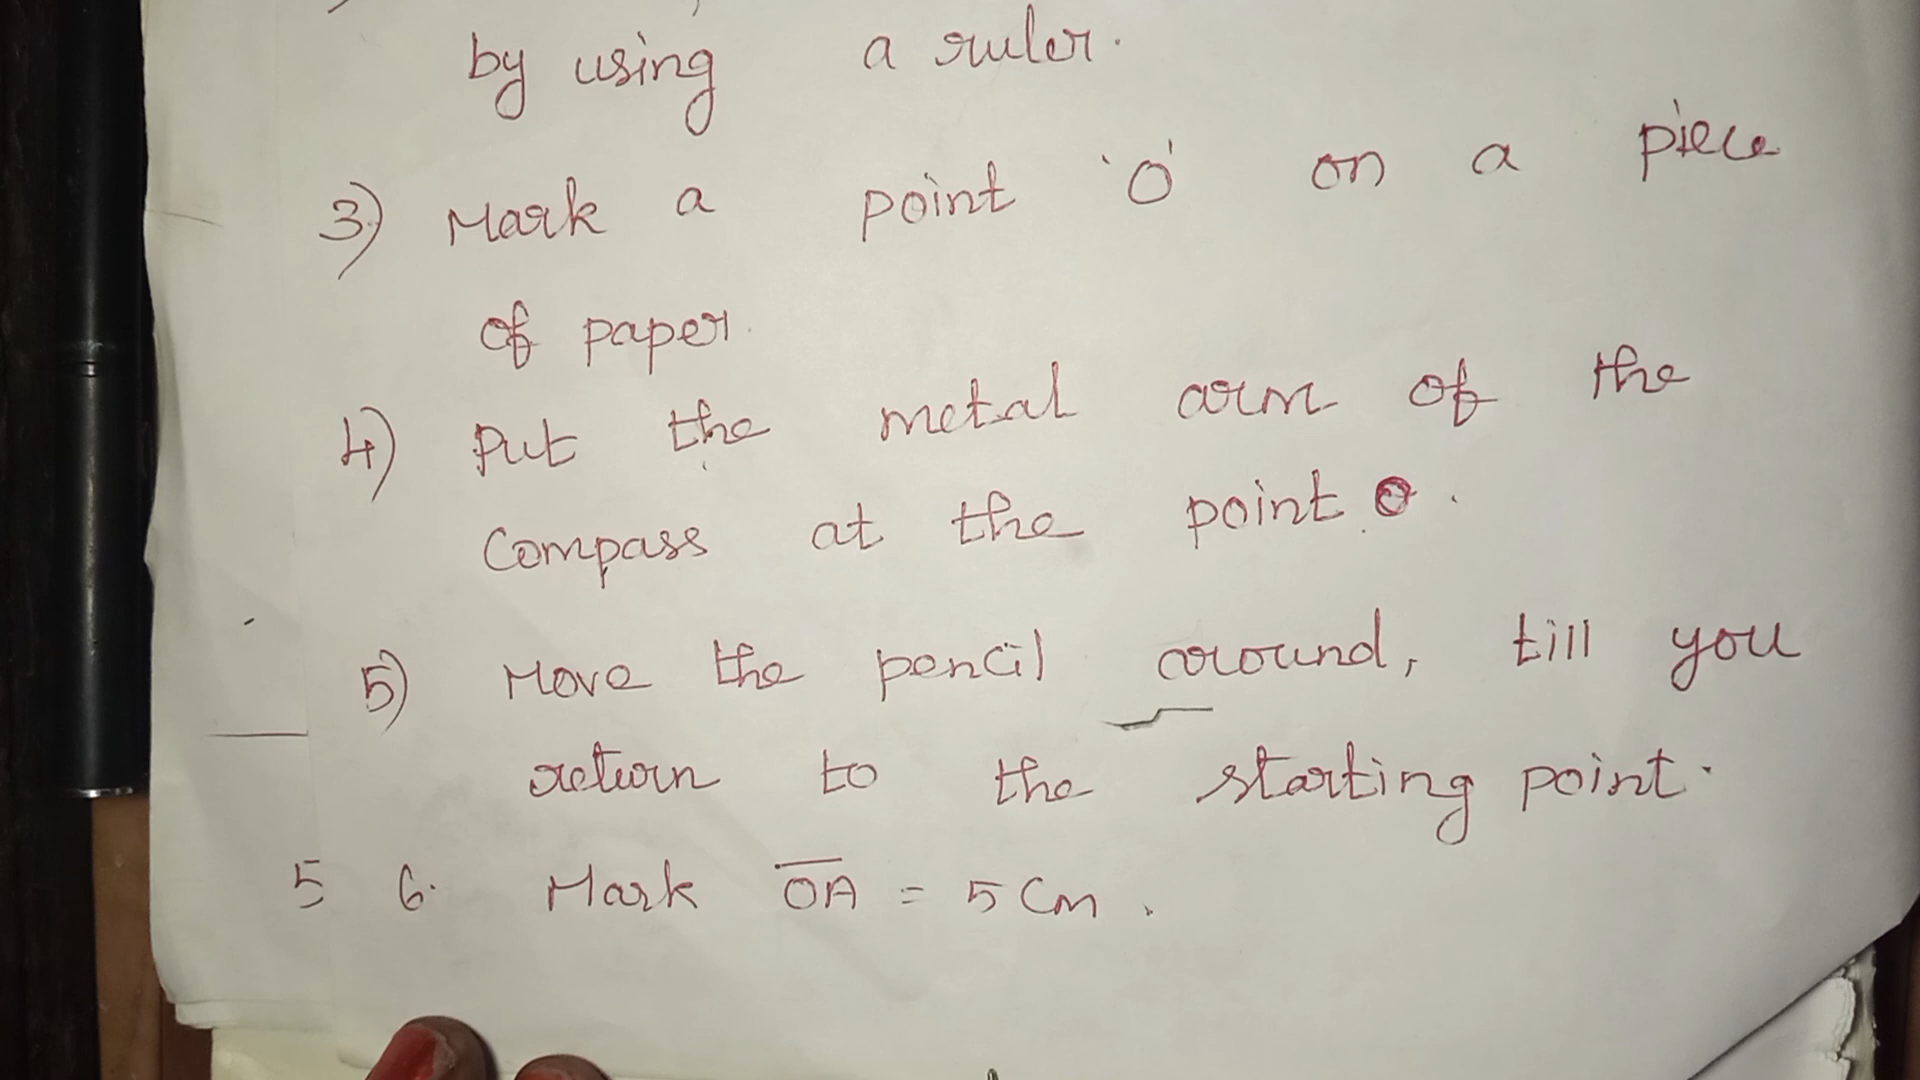 by using a ruler.
3) Mark a point 'O' on a piece
of paper.
4) Put the metal arm of the
Compass at the point O.
5) Move the pencil around, till you
return to the starting point.
5 6. Mark O̅A̅ = 5 Cm.